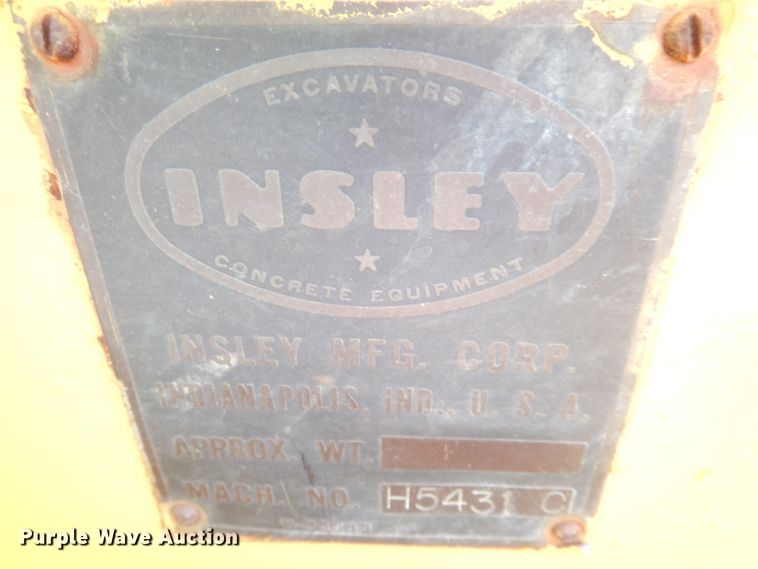 EXCAVATORS
INSLEY
CONCRETE EQUIPMENT
INSLEY MFG. CORP.
INDIANAPOLIS, IND., U. S. A.
APPROX. WT.
MACH. NO. H5431 C
Purple Wave Auction